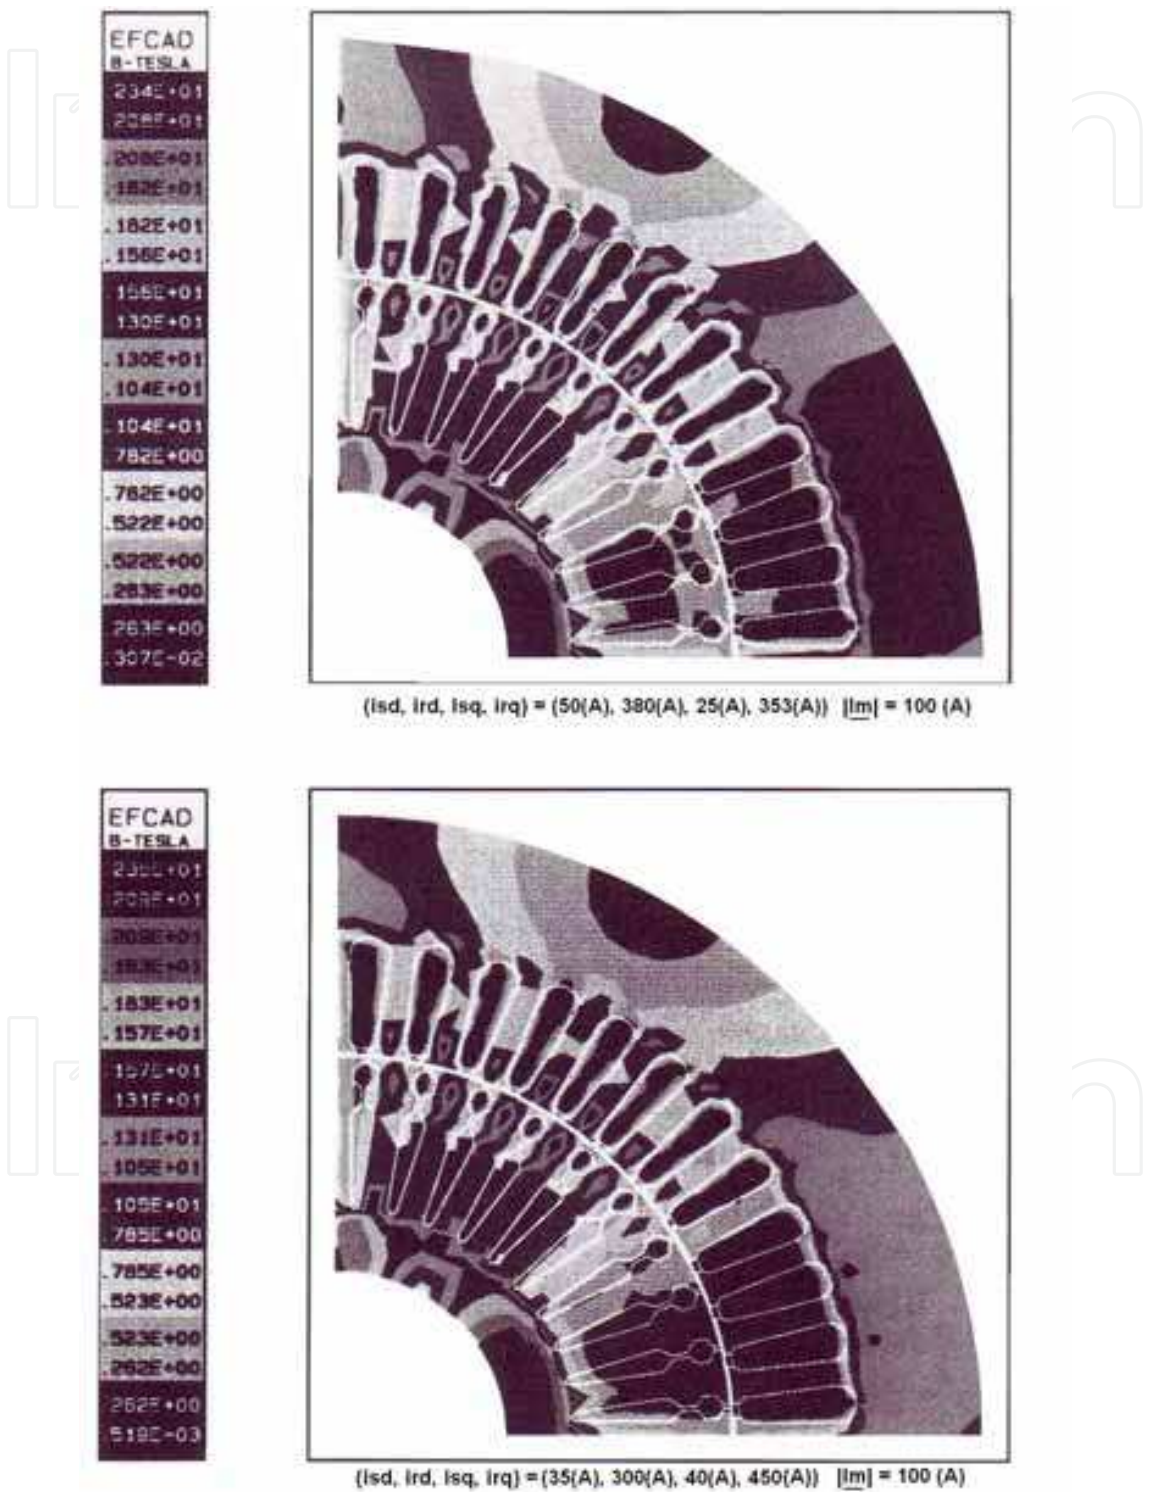 EFCAD
B-TESLA
.234E+01
.208E+01
.208E+01
.182E+01
.182E+01
.156E+01
.156E+01
.130E+01
.130E+01
.104E+01
.104E+01
.782E+00
.782E+00
.522E+00
.522E+00
.263E+00
.263E+00
.307E-02
(isd, ird, isq, irq) = (50(A), 380(A), 25(A), 353(A)) |Im| = 100 (A)
EFCAD
B-TESLA
.209E+01
.209E+01
.183E+01
.183E+01
.157E+01
.157E+01
.131E+01
.131E+01
.105E+01
.105E+01
.785E+00
.785E+00
.523E+00
.523E+00
.262E+00
.262E+00
.519E-03
(isd, ird, isq, irq) = (35(A), 300(A), 40(A), 450(A)) |Im| = 100 (A)